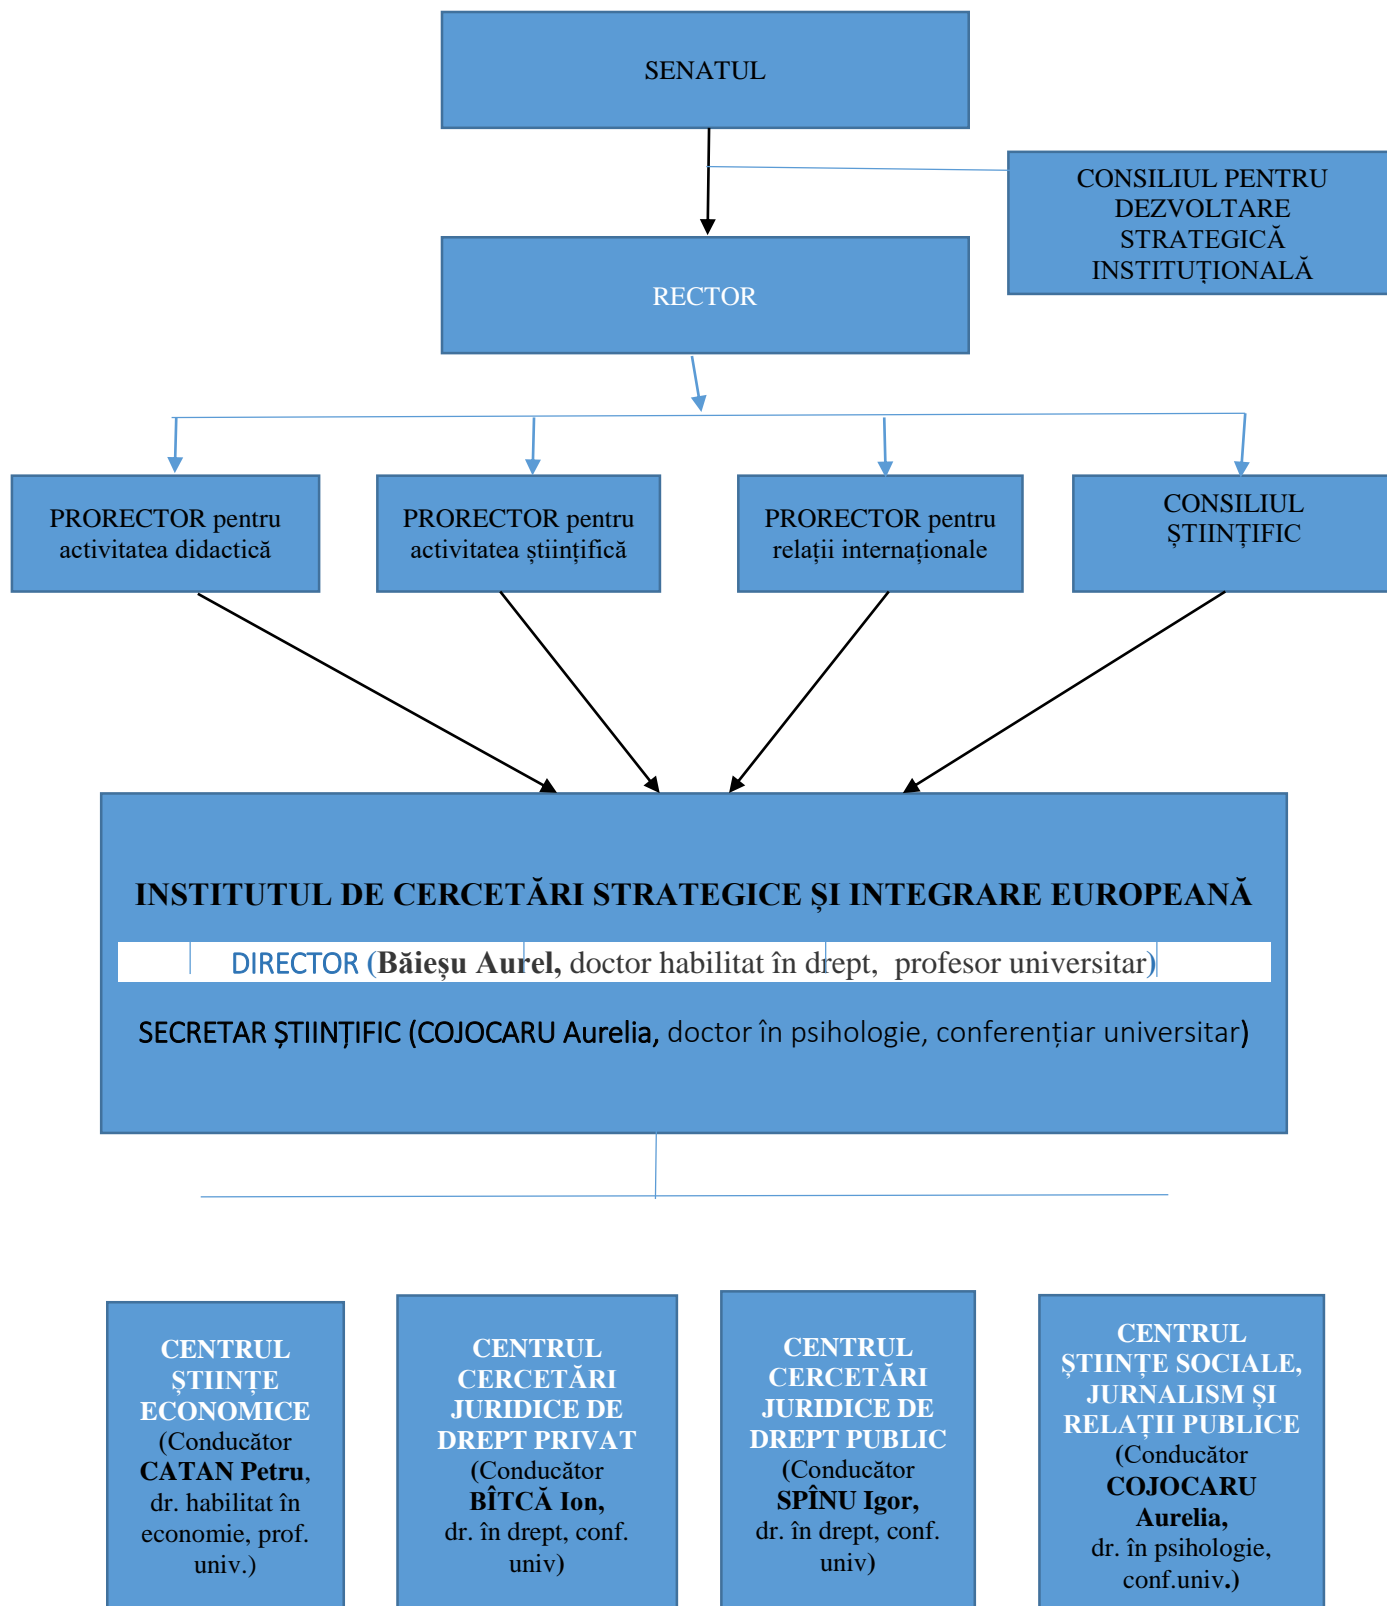 SENATUL
CONSILIUL PENTRU
DEZVOLTARE
STRATEGICĂ
INSTITUȚIONALĂ
RECTOR
PRORECTOR pentru
activitatea didactică
PRORECTOR pentru
activitatea științifică
PRORECTOR pentru
relații internaționale
CONSILIUL
ȘTIINȚIFIC
INSTITUTUL DE CERCETĂRI STRATEGICE ȘI INTEGRARE EUROPEANĂ
DIRECTOR (Băieșu Aurel, doctor habilitat în drept, profesor universitar)
SECRETAR ȘTIINȚIFIC (COJOCARU Aurelia, doctor în psihologie, conferențiar universitar)
CENTRUL
ȘTIINȚE
ECONOMICE
(Conducător
CATAN Petru,
dr. habilitat în
economie, prof.
univ.)
CENTRUL
CERCETĂRI
JURIDICE DE
DREPT PRIVAT
(Conducător
BÎTCĂ Ion,
dr. în drept, conf.
univ)
CENTRUL
CERCETĂRI
JURIDICE DE
DREPT PUBLIC
(Conducător
SPÎNU Igor,
dr. în drept, conf.
univ)
CENTRUL
ȘTIINȚE SOCIALE,
JURNALISM ȘI
RELAȚII PUBLICE
(Conducător
COJOCARU
Aurelia,
dr. în psihologie,
conf.univ.)